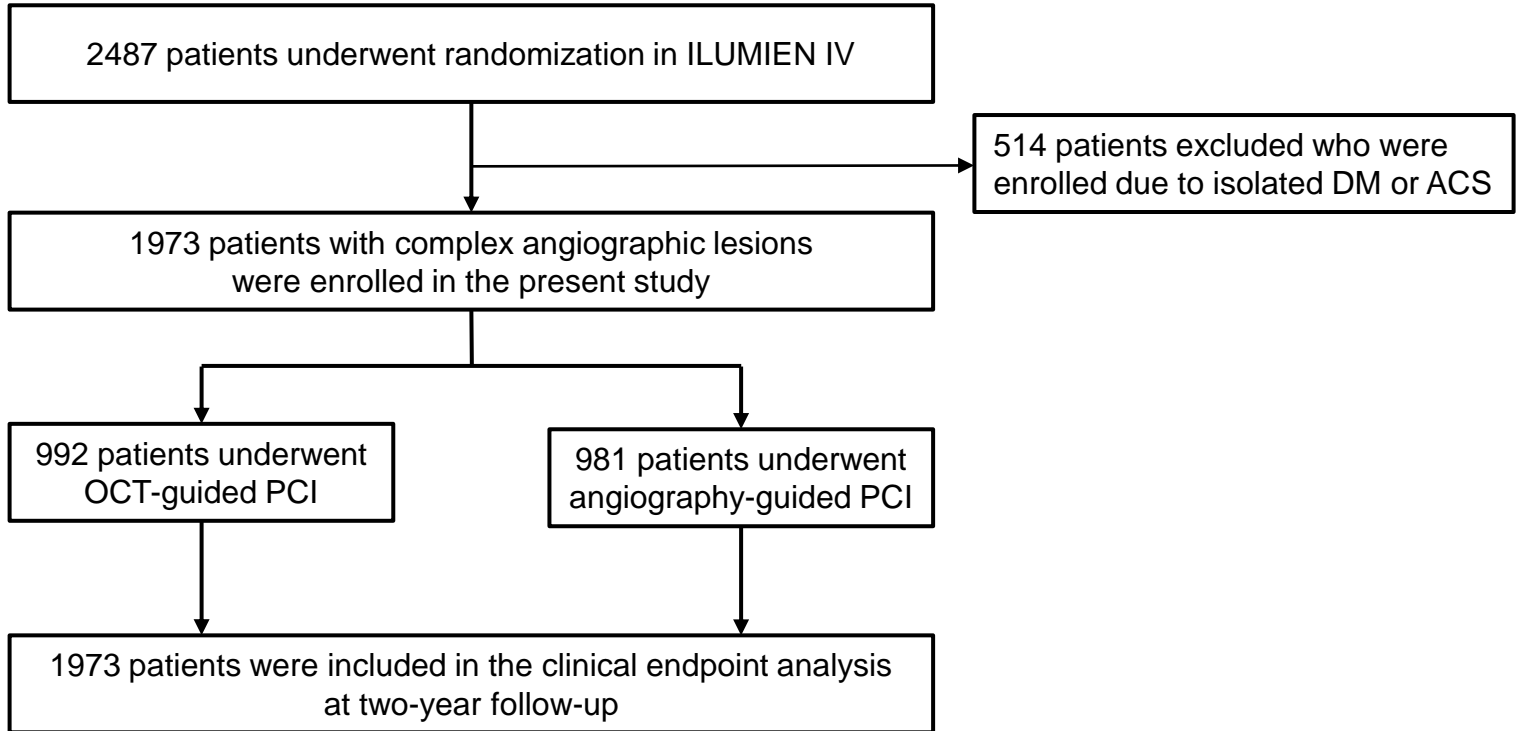 2487 patients underwent randomization in ILUMIEN IV
514 patients excluded who were
enrolled due to isolated DM or ACS
1973 patients with complex angiographic lesions
were enrolled in the present study
992 patients underwent
OCT-guided PCI
981 patients underwent
angiography-guided PCI
1973 patients were included in the clinical endpoint analysis
at two-year follow-up